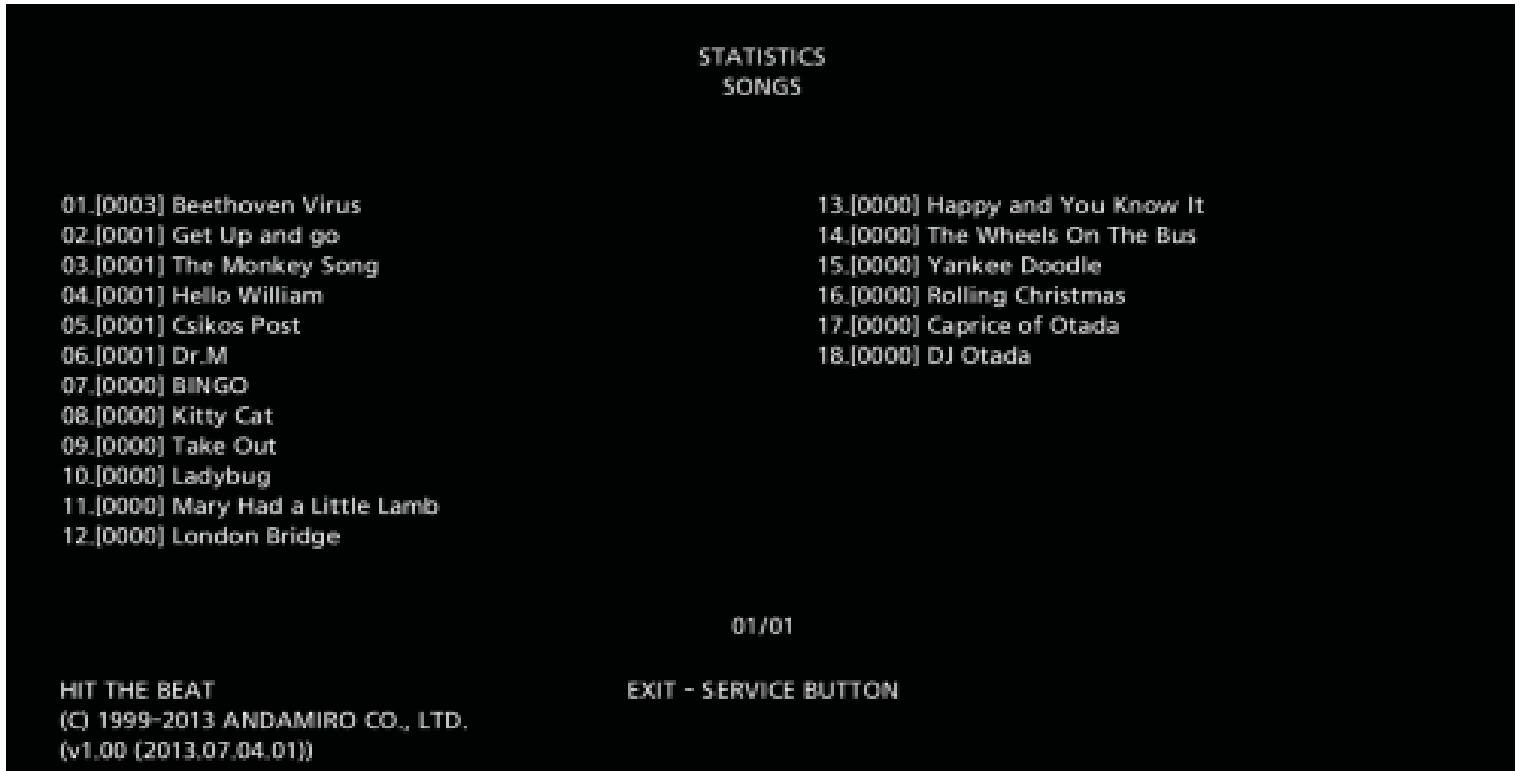 STATISTICS
SONGS
01.[0003] Beethoven Virus
02.[0001] Get Up and go
03.[0001] The Monkey Song
04.[0001] Hello William
05.[0001] Csikos Post
06.[0001] Dr.M
07.[0000] BINGO
08.[0000] Kitty Cat
09.[0000] Take Out
10.[0000] Ladybug
11.[0000] Mary Had a Little Lamb
12.[0000] London Bridge
13.[0000] Happy and You Know It
14.[0000] The Wheels On The Bus
15.[0000] Yankee Doodle
16.[0000] Rolling Christmas
17.[0000] Caprice of Otada
18.[0000] DJ Otada
01/01
HIT THE BEAT
(C) 1999-2013 ANDAMIRO CO., LTD.
(v1.00 (2013.07.04.01))
EXIT - SERVICE BUTTON